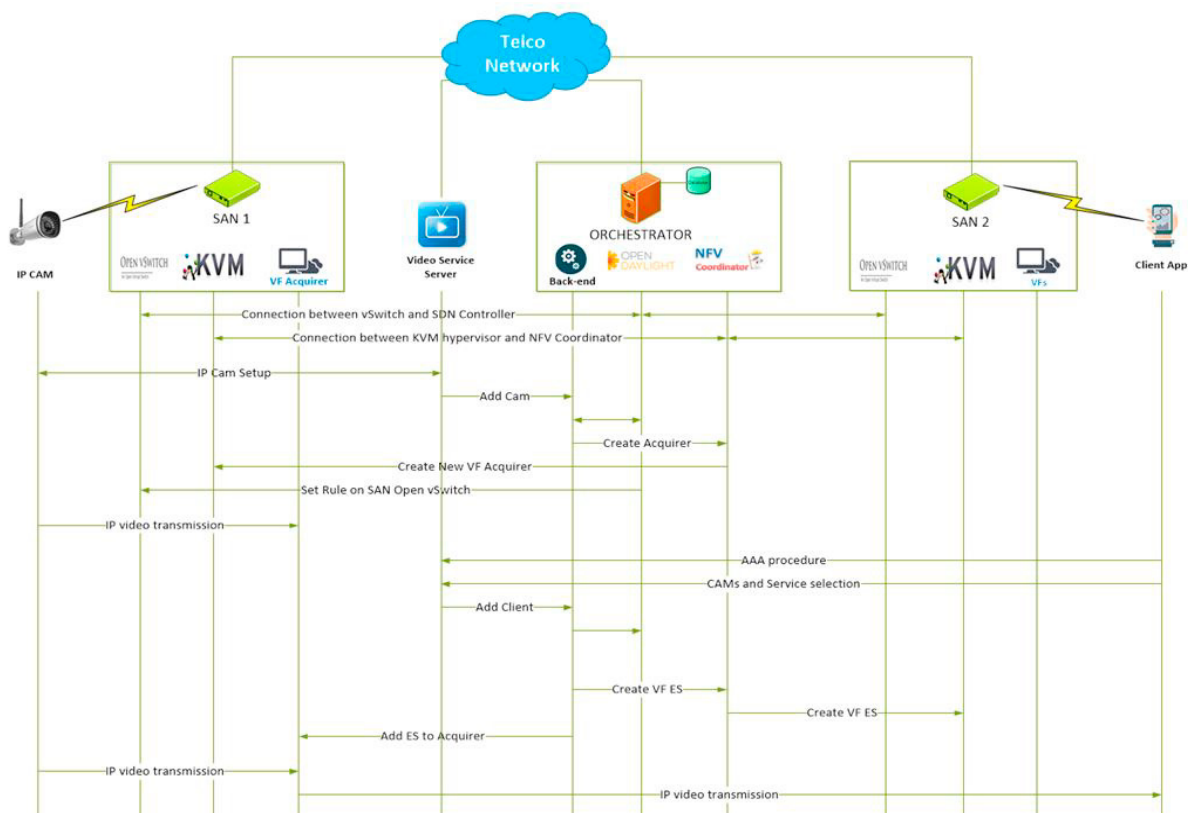 Telco
Network
SAN 1
SAN 2
ORCHESTRATOR
IP CAM
OPEN VSWITCH
KVM
VF Acquirer
Video Service
Server
Back-end
OPEN
DAYLIGHT
NFV
Coordinator
OPEN VSWITCH
KVM
VFs
Client App
Connection between vSwitch and SDN Controller
Connection between KVM hypervisor and NFV Coordinator
IP Cam Setup
Add Cam
Create Acquirer
Create New VF Acquirer
Set Rule on SAN Open vSwitch
IP video transmission
AAA procedure
CAMs and Service selection
Add Client
Create VF ES
Create VF ES
Add ES to Acquirer
IP video transmission
IP video transmission